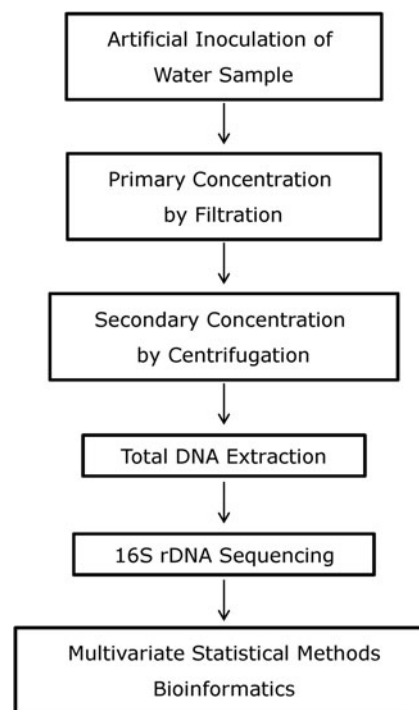 Artificial Inoculation of
Water Sample
Primary Concentration
by Filtration
Secondary Concentration
by Centrifugation
Total DNA Extraction
16S rDNA Sequencing
Multivariate Statistical Methods
Bioinformatics